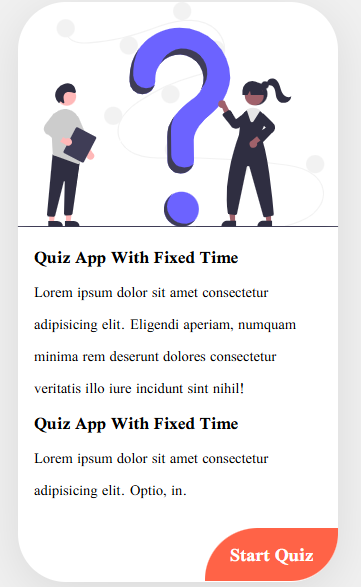 Quiz App With Fixed Time
Lorem ipsum dolor sit amet consectetur
adipisicing elit. Eligendi aperiam, numquam
minima rem deserunt dolores consectetur
veritatis illo iure incidunt sint nihil!
Quiz App With Fixed Time
Lorem ipsum dolor sit amet consectetur
adipisicing elit. Optio, in.
Start Quiz